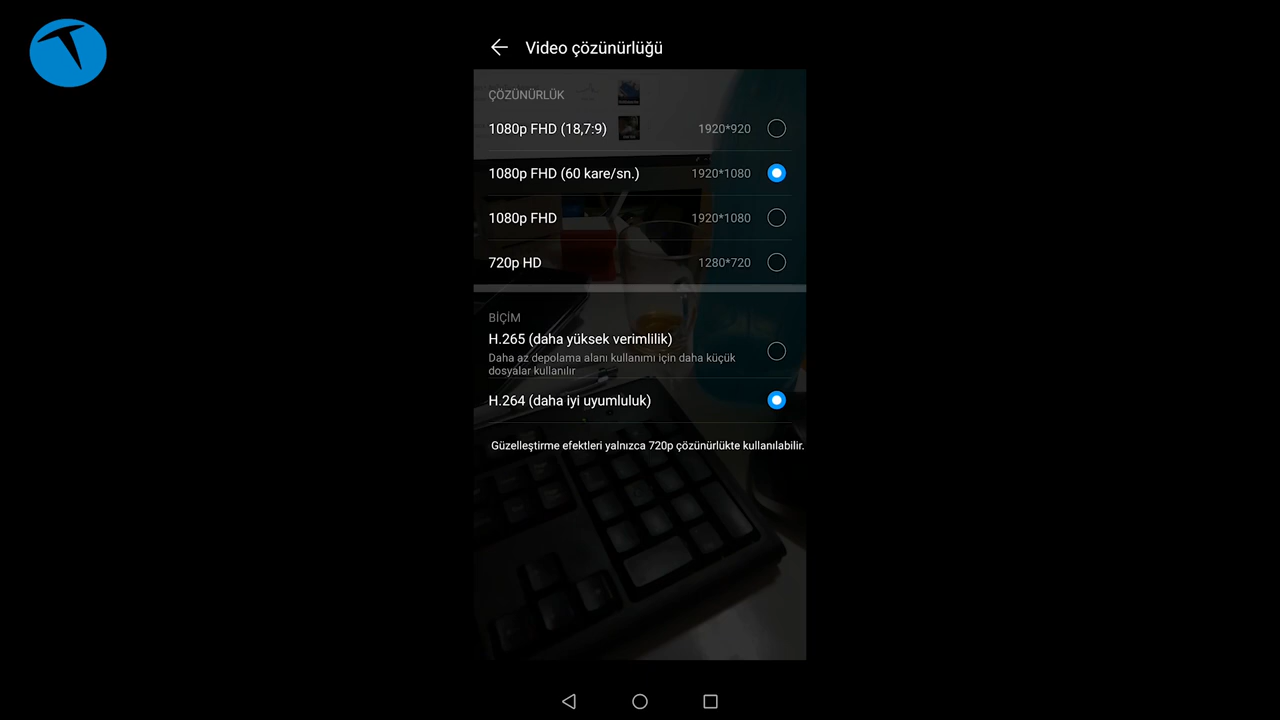 Video çözünürlüğü
ÇÖZÜNÜRLÜK
1080p FHD (18,7:9) 1920*920
1080p FHD (60 kare/sn.) 1920*1080
1080p FHD 1920*1080
720p HD 1280*720
BİÇİM
H.265 (daha yüksek verimlilik)
Daha az depolama alanı kullanımı için daha küçük
dosyalar kullanılır
H.264 (daha iyi uyumluluk)
Güzelleştirme efektleri yalnızca 720p çözünürlükte kullanılabilir.